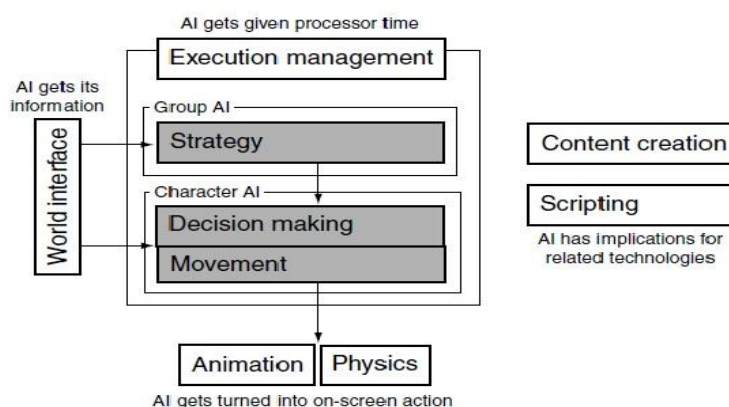 AI gets given processor time
Execution management
AI gets its
information
Group AI
Strategy
World interface
Character AI
Decision making
Movement
Animation
Physics
AI gets turned into on-screen action
Content creation
Scripting
AI has implications for
related technologies